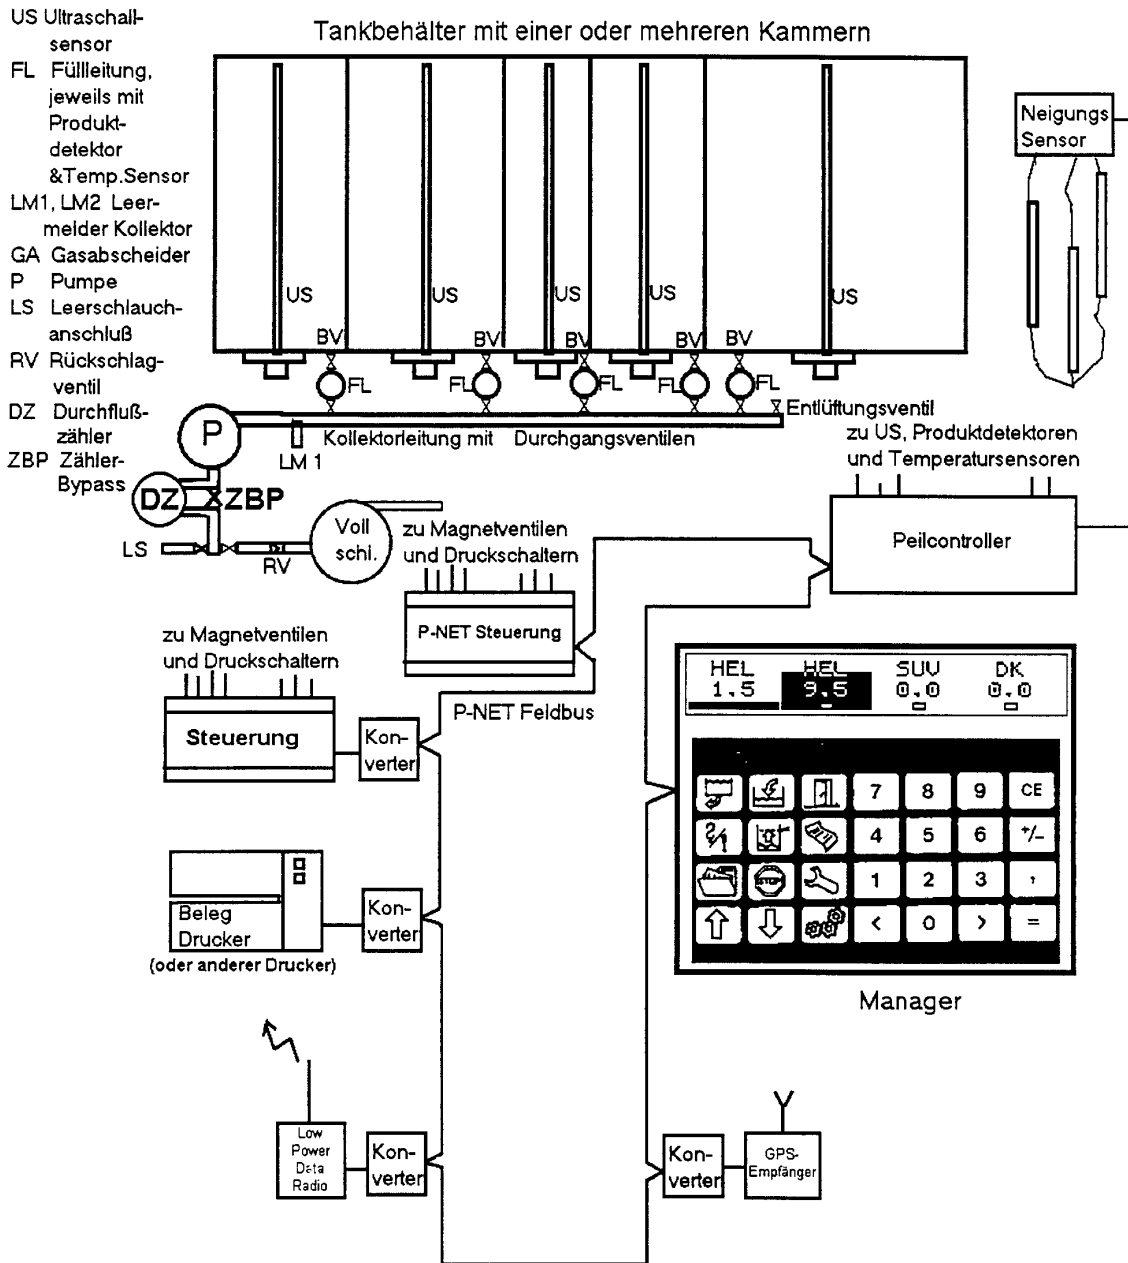 US Ultraschall-
sensor
FL Füllleitung,
jeweils mit
Produkt-
detektor
&Temp.Sensor
LM1, LM2 Leer-
melder Kollektor
GA Gasabscheider
P Pumpe
LS Leerschlauch-
anschluß
RV Rückschlag-
ventil
DZ Durchfluß-
zähler
ZBP Zähler-
Bypass
Tankbehälter mit einer oder mehreren Kammern
Neigungs
Sensor
US
US
US
US
US
BV
BV
BV
BV
BV
FL
FL
FL
FL
FL
Entlüftungsventil
P
LM 1
Kollektorleitung mit Durchgangsventilen
DZ
ZBP
LS
RV
Voll
schl.
zu US, Produktdetektoren
und Temperatursensoren
Peilcontroller
zu Magnetventilen
und Druckschaltern
P-NET Steuerung
zu Magnetventilen
und Druckschaltern
Steuerung
Kon-
verter
P-NET Feldbus
HEL HEL SUV DK
1.5 9.5 0.0 0.0
7 8 9 CE
4 5 6 +/-
STOP 1 2 3 ,
< 0 > =
Manager
Beleg
Drucker
(oder anderer Drucker)
Kon-
verter
Low
Power
Data
Radio
Kon-
verter
Kon-
verter
GPS-
Empfänger